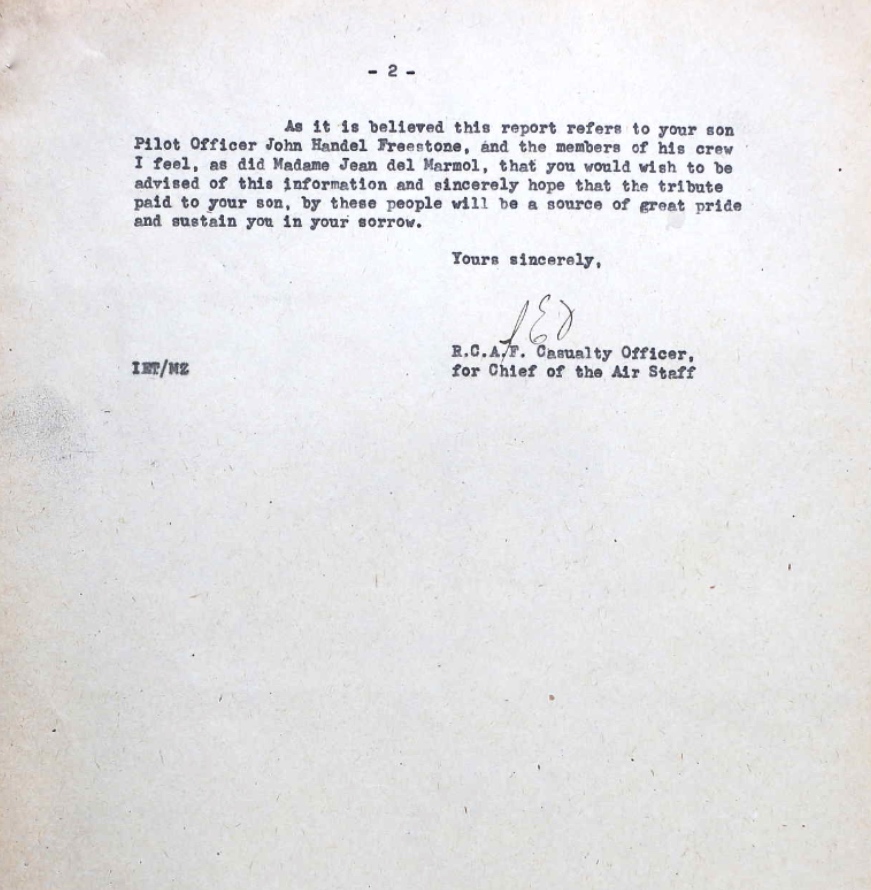 - 2 -
As it is believed this report refers to your son
Pilot Officer John Handel Freestone, and the members of his crew
I feel, as did Madame Jean del Marmol, that you would wish to be
advised of this information and sincerely hope that the tribute
paid to your son, by these people will be a source of great pride
and sustain you in your sorrow.
Yours sincerely,
R.C.A.F. Casualty Officer,
for Chief of the Air Staff
IET/MZ